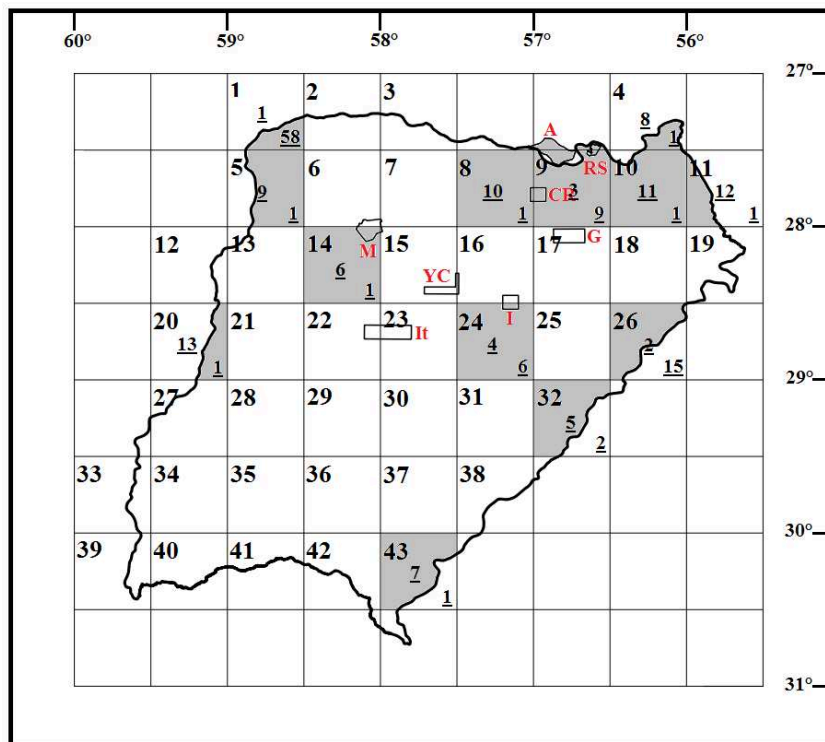 60° 59° 58° 57° 56°
27°
1 2 3 4
1 A 8
58 1
5 6 7 8 9 RS 10 11
9 10 CP 3 11 12
1 1 9 1 1
28°
12 13 14 15 16 17 G 18 19
M
6 YC
1 I
20 21 22 23 24 25 26
13 It 4 2
1 6 15
29°
27 28 29 30 31 32
5
2
33 34 35 36 37 38
30°
39 40 41 42 43
7
1
31°